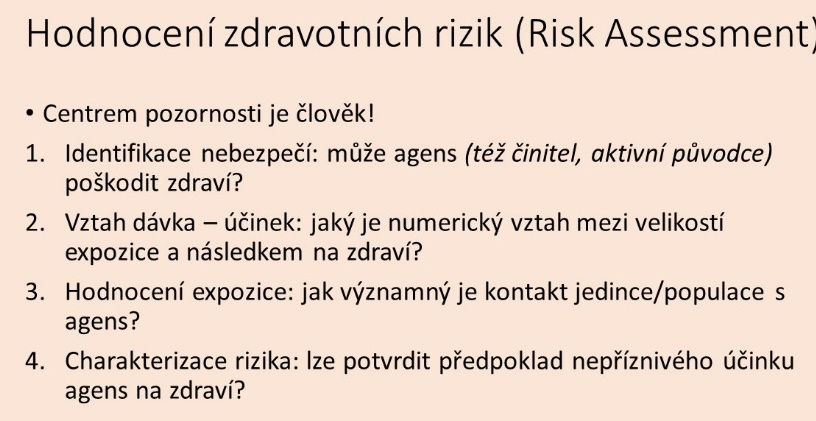 Hodnocení zdravotních rizik (Risk Assessment)
• Centrem pozornosti je člověk!
1. Identifikace nebezpečí: může agens (též činitel, aktivní původce)
poškodit zdraví?
2. Vztah dávka – účinek: jaký je numerický vztah mezi velikostí
expozice a následkem na zdraví?
3. Hodnocení expozice: jak významný je kontakt jedince/populace s
agens?
4. Charakterizace rizika: lze potvrdit předpoklad nepříznivého účinku
agens na zdraví?